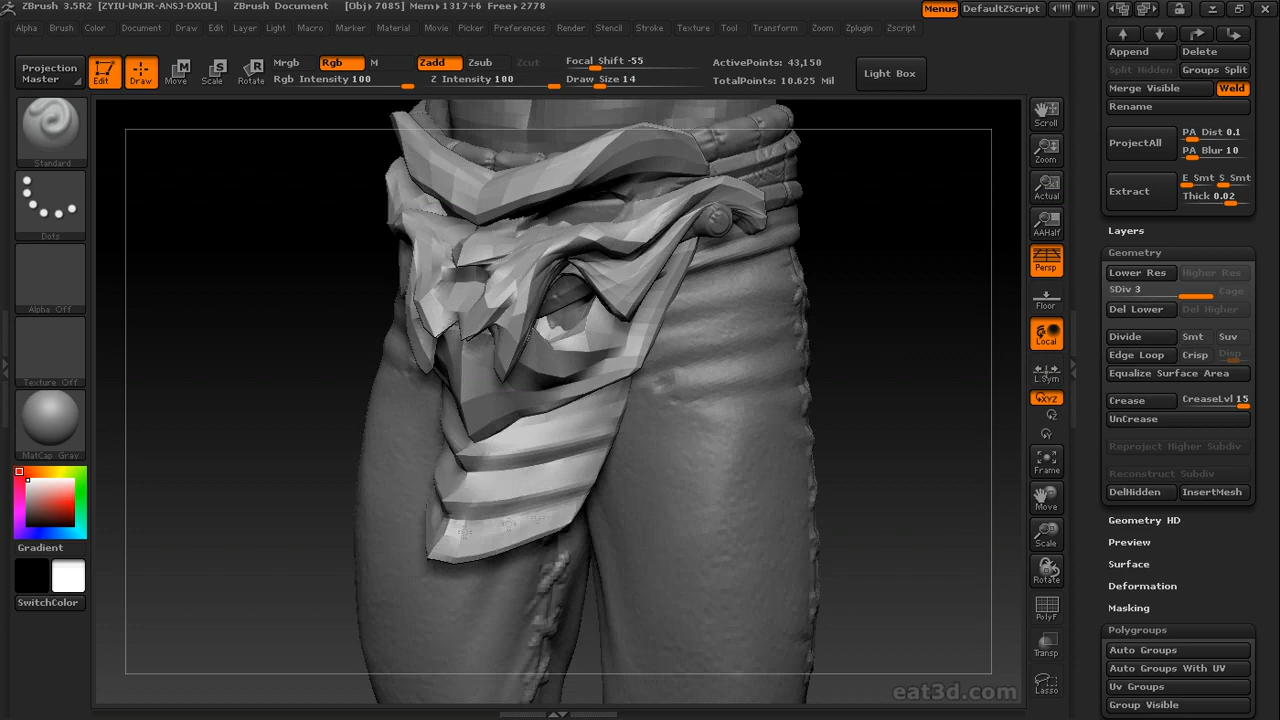 ZBrush 3.5R2 [ZYIU-UMJR-ANSJ-DXOL] ZBrush Document [Obj▸7085] Mem▸1317+6 Free▸2778 Menus DefaultZScript
Alpha Brush Color Document Draw Edit Layer Light Macro Marker Material Movie Picker Preferences Render Stencil Stroke Texture Tool Transform Zoom Zplugin Zscript
Projection Master
Edit Draw Move Scale Rotate
Mrgb Rgb M Zadd Zsub Zcut
Rgb Intensity 100 Z Intensity 100
Focal Shift -55
Draw Size 14
ActivePoints: 43,150
TotalPoints: 10.625 Mil
Light Box
Standard
Dots
Alpha Off
Texture Off
MatCap Gray
Gradient
SwitchColor
Scroll
Zoom
Actual
AAHalf
Persp
Floor
Local
L.Sym
XYZ
Frame
Move
Scale
Rotate
PolyF
Transp
Lasso
Append Delete
Split Hidden Groups Split
Merge Visible Weld
Rename
ProjectAll PA Dist 0.1
PA Blur 10
Extract E Smt S Smt
Thick 0.02
Layers
Geometry
Lower Res Higher Res
SDiv 3 Cage
Del Lower Del Higher
Divide Smt Suv
Edge Loop Crisp Disp
Equalize Surface Area
Crease CreaseLvl 15
UnCrease
Reproject Higher Subdiv
Reconstruct Subdiv
DelHidden InsertMesh
Geometry HD
Preview
Surface
Deformation
Masking
Polygroups
Auto Groups
Auto Groups With UV
Uv Groups
Group Visible
eat3d.com